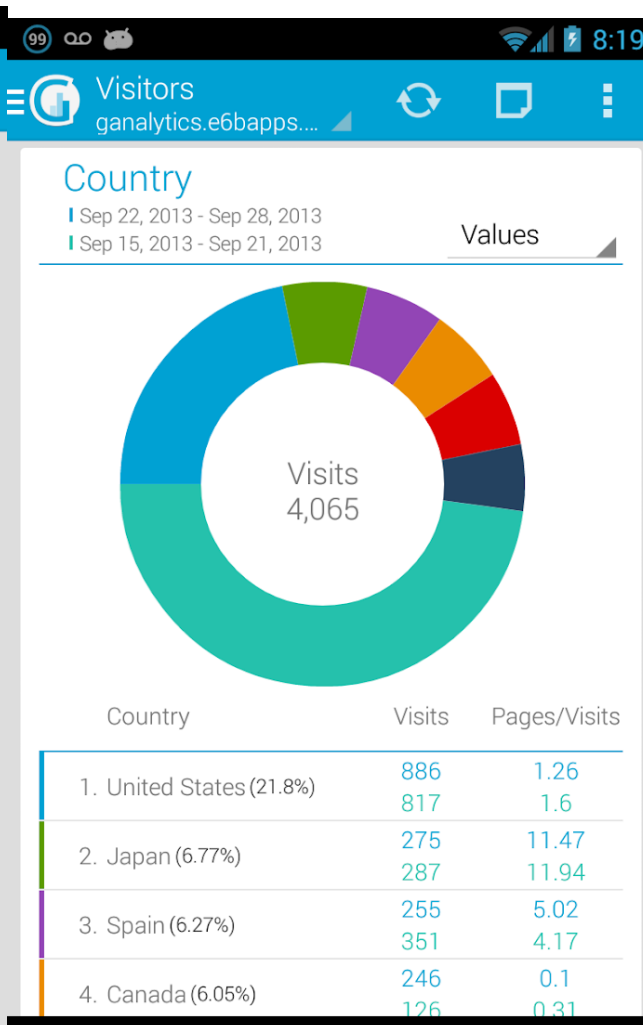 99
8:19
Visitors
ganalytics.e6bapps....
Country
Sep 22, 2013 - Sep 28, 2013
Sep 15, 2013 - Sep 21, 2013
Values
Visits
4,065
Country Visits Pages/Visits
1. United States (21.8%) 886 1.26
817 1.6
2. Japan (6.77%) 275 11.47
287 11.94
3. Spain (6.27%) 255 5.02
351 4.17
4. Canada (6.05%) 246 0.1
126 0.31